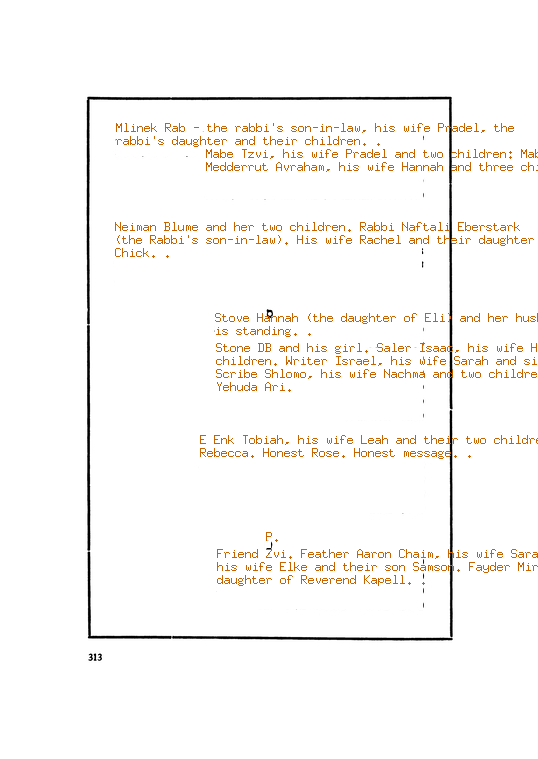 Mlinek Rab - the rabbi's son-in-law, his wife Pradel, the
rabbi's daughter and their children. .
Mabe Tzvi, his wife Pradel and two children: Mab
Medderrut Avraham, his wife Hannah and three chi
Neiman Blume and her two children. Rabbi Naftali Eberstark
(the Rabbi's son-in-law). His wife Rachel and their daughter
Chick. .
Stove Hannah (the daughter of Eli) and her hus
is standing. .
Stone DB and his girl. Saler Isaac, his wife H
children. Writer Israel, his wife Sarah and si
Scribe Shlomo, his wife Nachma and two childre
Yehuda Ari.
E Enk Tobiah, his wife Leah and their two childre
Rebecca. Honest Rose. Honest message. .
P.
Friend Zvi. Feather Aaron Chaim, his wife Sara
his wife Elke and their son Samson. Fayder Mir
daughter of Reverend Kapell. .
313